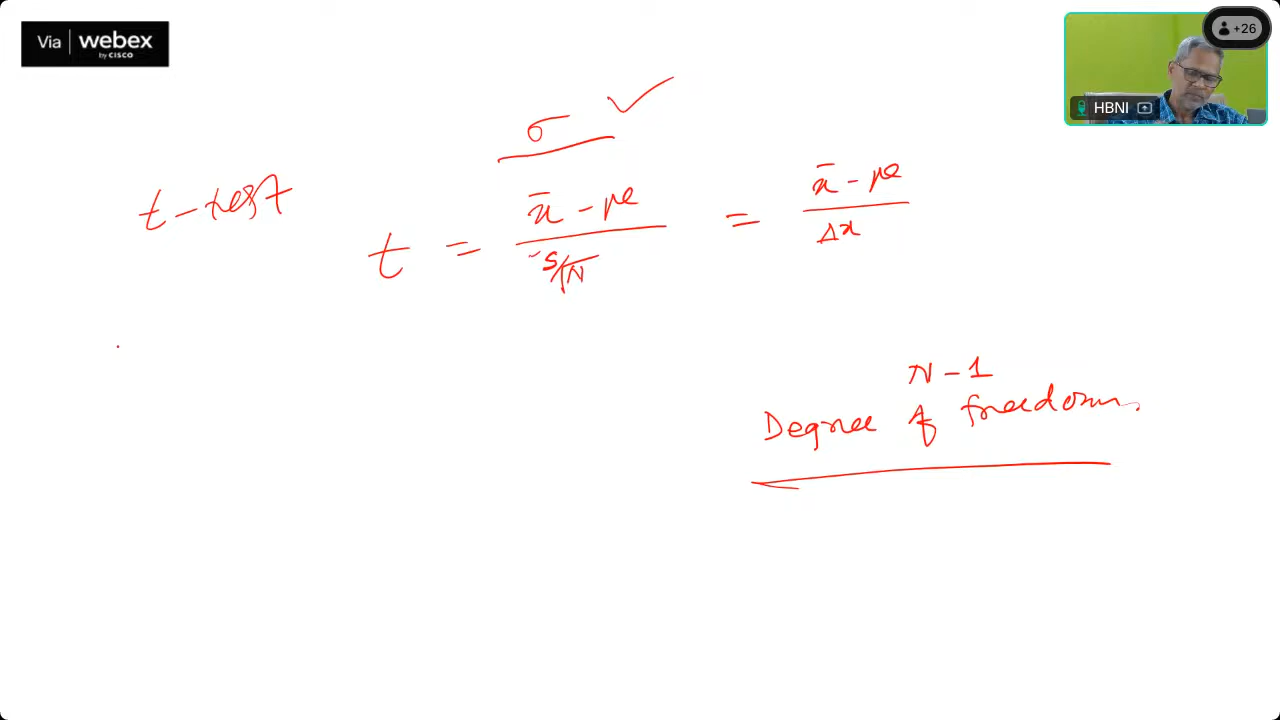 Via | webex
by CISCO
+26
HBNI
σ ✓
t-test
t = (x̄ - μ) / (s/√N) = (x̄ - μ) / Δx
N - 1
Degree of freedom.